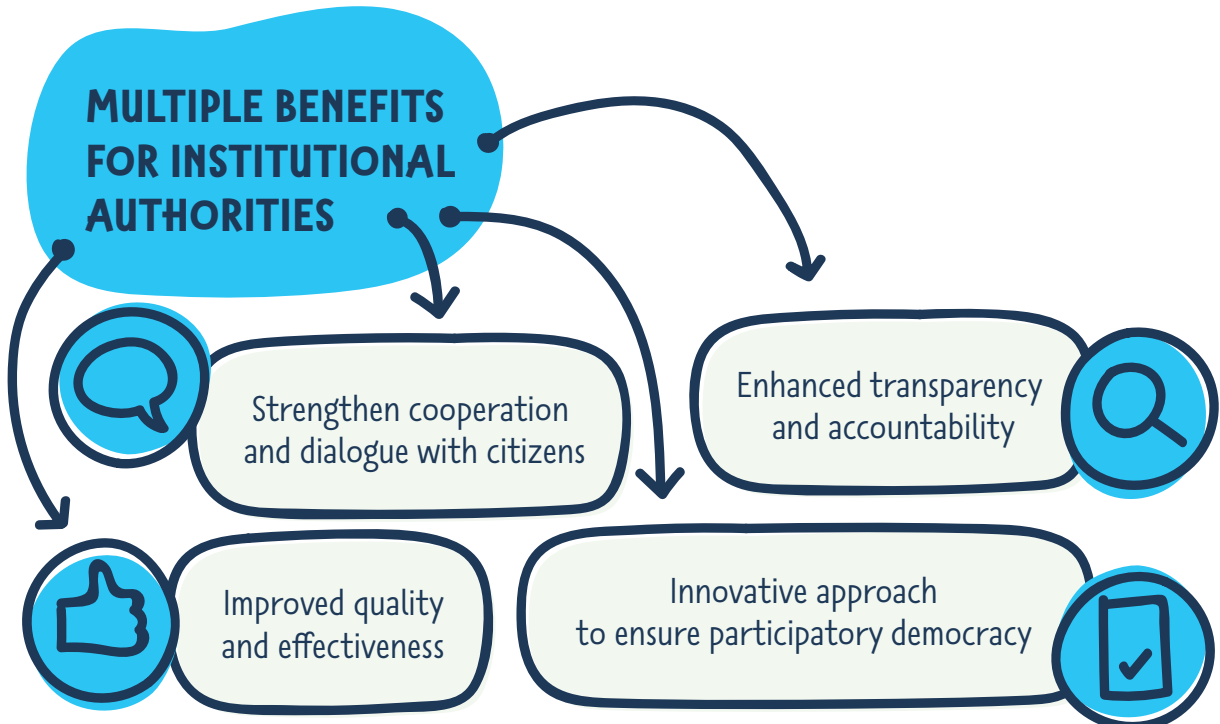 MULTIPLE BENEFITS
FOR INSTITUTIONAL
AUTHORITIES
Strengthen cooperation
and dialogue with citizens
Enhanced transparency
and accountability
Improved quality
and effectiveness
Innovative approach
to ensure participatory democracy